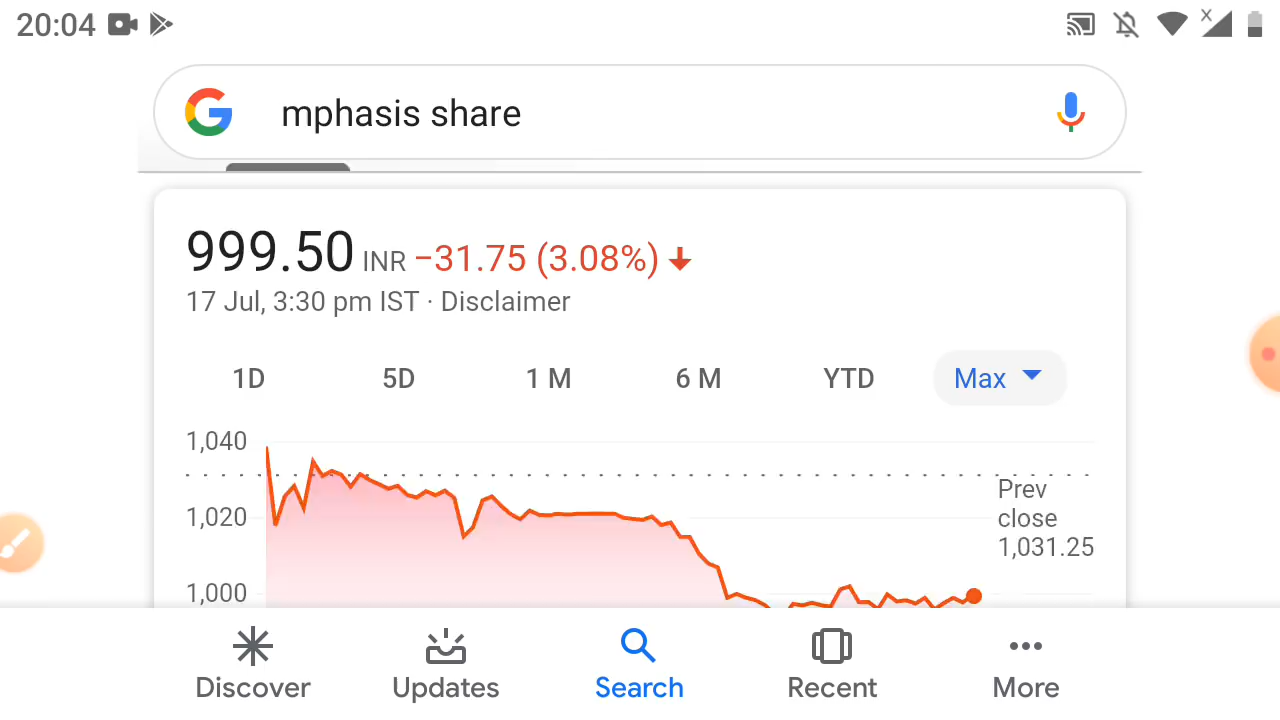 20:04
mphasis share
999.50 INR −31.75 (3.08%)
17 Jul, 3:30 pm IST · Disclaimer
1D 5D 1 M 6 M YTD Max
1,040
1,020
1,000
Prev
close
1,031.25
Discover Updates Search Recent More